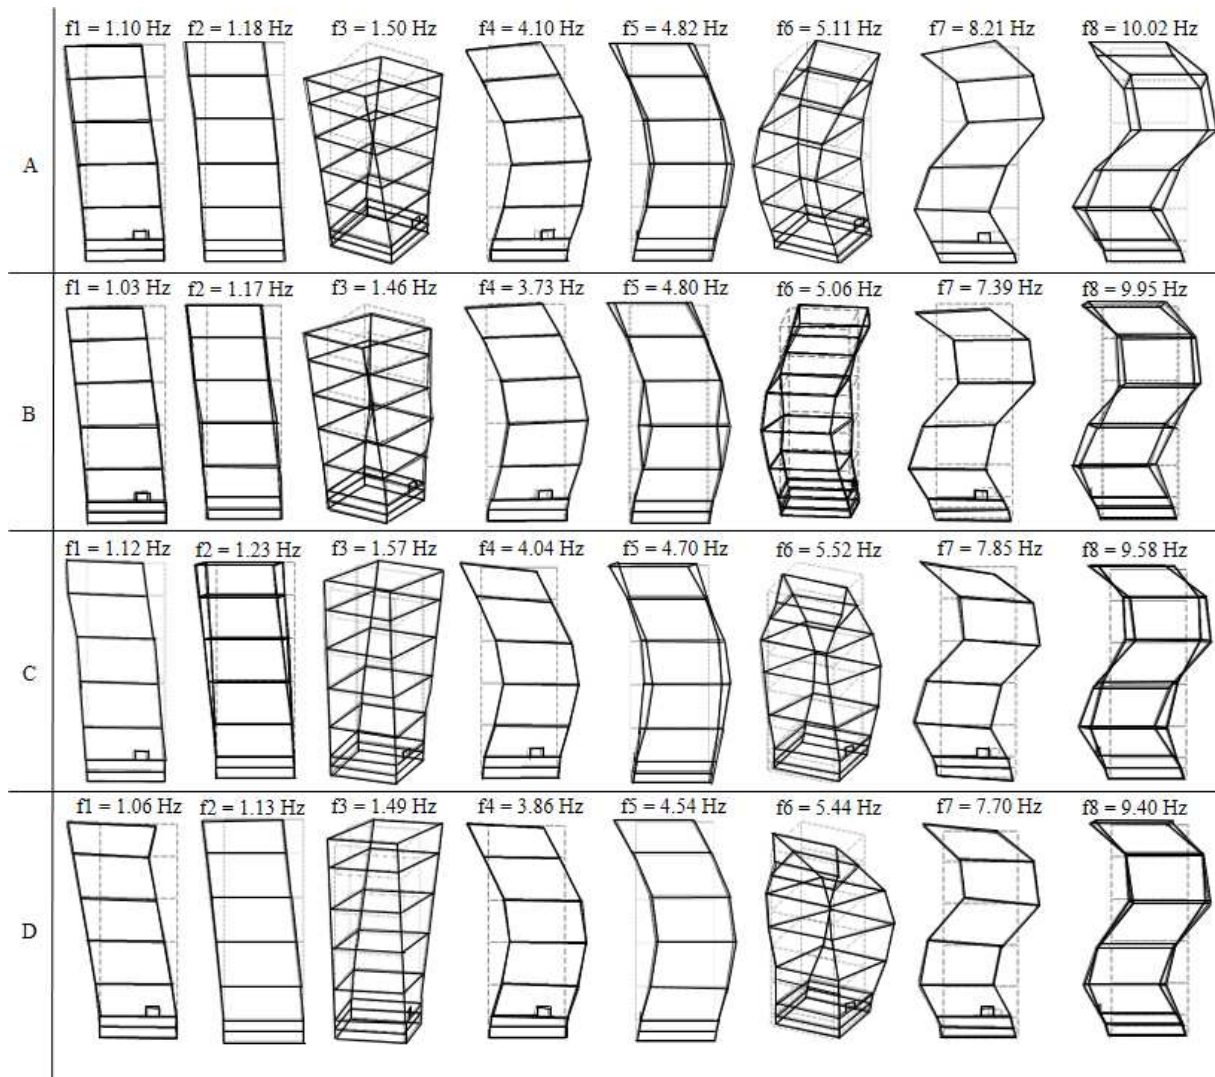 f1 = 1.10 Hz f2 = 1.18 Hz f3 = 1.50 Hz f4 = 4.10 Hz f5 = 4.82 Hz f6 = 5.11 Hz f7 = 8.21 Hz f8 = 10.02 Hz
A
f1 = 1.03 Hz f2 = 1.17 Hz f3 = 1.46 Hz f4 = 3.73 Hz f5 = 4.80 Hz f6 = 5.06 Hz f7 = 7.39 Hz f8 = 9.95 Hz
B
f1 = 1.12 Hz f2 = 1.23 Hz f3 = 1.57 Hz f4 = 4.04 Hz f5 = 4.70 Hz f6 = 5.52 Hz f7 = 7.85 Hz f8 = 9.58 Hz
C
f1 = 1.06 Hz f2 = 1.13 Hz f3 = 1.49 Hz f4 = 3.86 Hz f5 = 4.54 Hz f6 = 5.44 Hz f7 = 7.70 Hz f8 = 9.40 Hz
D